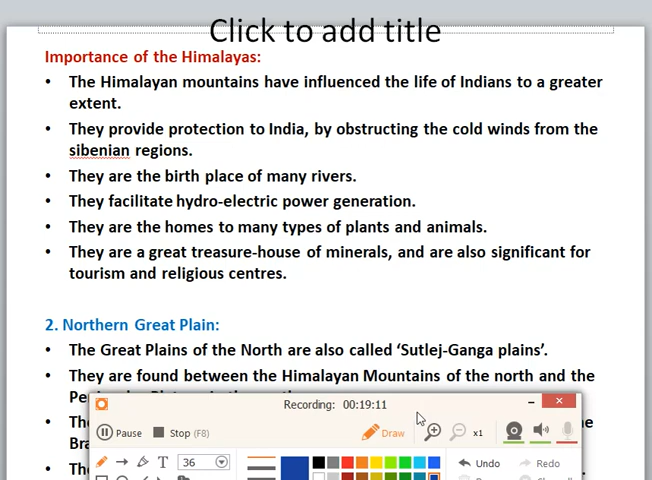 Click to add title
Importance of the Himalayas:
• The Himalayan mountains have influenced the life of Indians to a greater
extent.
• They provide protection to India, by obstructing the cold winds from the
sibenian regions.
• They are the birth place of many rivers.
• They facilitate hydro-electric power generation.
• They are the homes to many types of plants and animals.
• They are a great treasure-house of minerals, and are also significant for
tourism and religious centres.
2. Northern Great Plain:
• The Great Plains of the North are also called ‘Sutlej-Ganga plains’.
• They are found between the Himalayan Mountains of the north and the
Recording: 00:19:11
Pause Stop (F8) Draw x1
T 36 Undo Redo